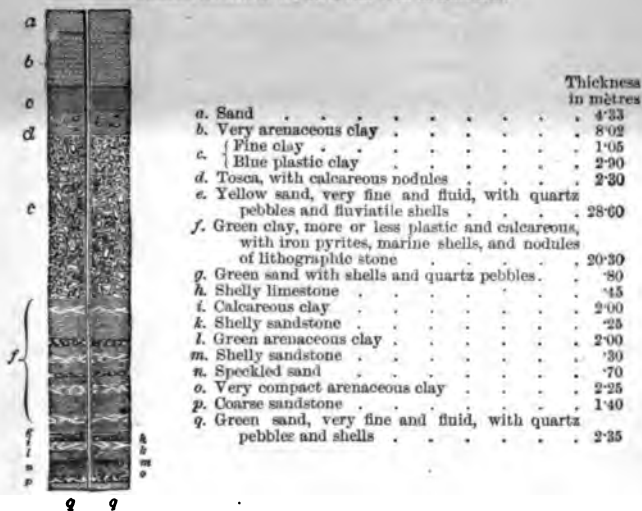 Thickness
in mètres
a. Sand . . . . . . . 4·33
b. Very arenaceous clay . . . . . 8·02
c. { Fine clay . . . . . . . 1·05
{ Blue plastic clay . . . . . 2·90
d. Tosca, with calcareous nodules . . . . 2·30
e. Yellow sand, very fine and fluid, with quartz
pebbles and fluviatile shells . . . . 28·60
f. Green clay, more or less plastic and calcareous,
with iron pyrites, marine shells, and nodules
of lithographic stone . . . . . 20·30
g. Green sand with shells and quartz pebbles . . ·80
h. Shelly limestone . . . . . . ·45
i. Calcareous clay . . . . . . 2·00
k. Shelly sandstone . . . . . . ·25
l. Green arenaceous clay . . . . . 2·00
m. Shelly sandstone . . . . . . ·30
n. Speckled sand . . . . . . ·70
o. Very compact arenaceous clay . . . . 2·25
p. Coarse sandstone . . . . . . 1·40
q. Green sand, very fine and fluid, with quartz
pebbles and shells . . . . . 2·35
a
b
c
d
e
f
g
i
l
n
p
h
k
m
o
q q